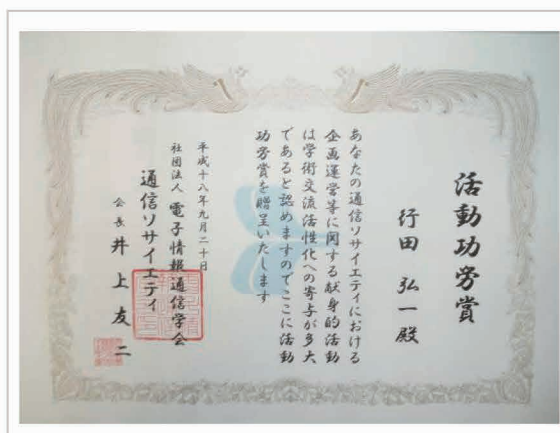 活動功労賞
行田 弘一殿
あなたの通信ソサイエティにおける
企画運営等に関する献身的活動
は学術交流活性化への寄与が多大
であると認めますのでここに活動
功労賞を贈呈いたします
平成十八年九月二十日
社団法人 電子情報通信学会
通信ソサイエティ
会長 井上友二